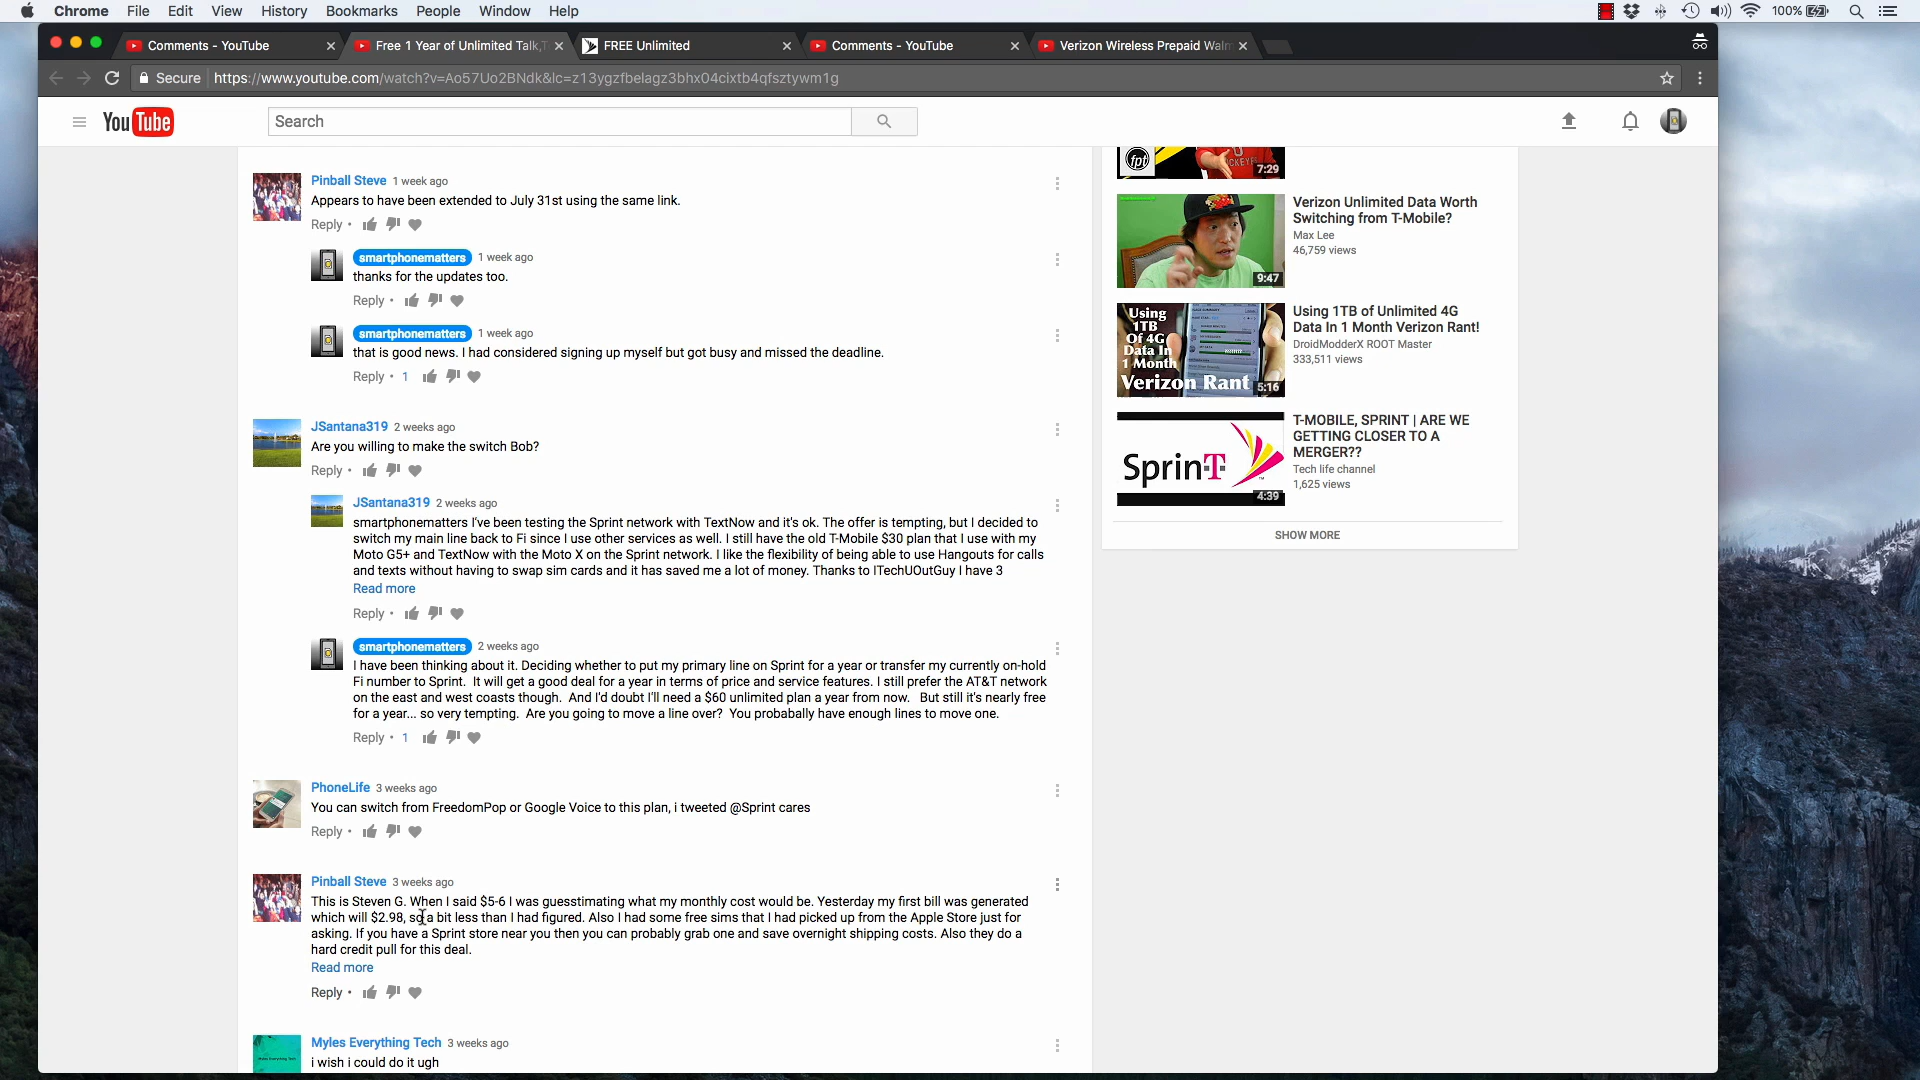 Chrome File Edit View History Bookmarks People Window Help
100%
Comments - YouTube
Free 1 Year of Unlimited Talk,T
FREE Unlimited
Comments - YouTube
Verizon Wireless Prepaid Walm
Secure https://www.youtube.com/watch?v=Ao57Uo2BNdk&lc=z13ygzfbelagz3bhx04cixtb4qfsztywm1g
YouTube
Search
Pinball Steve 1 week ago
Appears to have been extended to July 31st using the same link.
Reply •
smartphonematters 1 week ago
thanks for the updates too.
Reply •
smartphonematters 1 week ago
that is good news. I had considered signing up myself but got busy and missed the deadline.
Reply • 1
JSantana319 2 weeks ago
Are you willing to make the switch Bob?
Reply •
JSantana319 2 weeks ago
smartphonematters I've been testing the Sprint network with TextNow and it's ok. The offer is tempting, but I decided to
switch my main line back to Fi since I use other services as well. I still have the old T-Mobile $30 plan that I use with my
Moto G5+ and TextNow with the Moto X on the Sprint network. I like the flexibility of being able to use Hangouts for calls
and texts without having to swap sim cards and it has saved me a lot of money. Thanks to ITechUOutGuy I have 3
Read more
Reply •
smartphonematters 2 weeks ago
I have been thinking about it. Deciding whether to put my primary line on Sprint for a year or transfer my currently on-hold
Fi number to Sprint. It will get a good deal for a year in terms of price and service features. I still prefer the AT&T network
on the east and west coasts though. And I'd doubt I'll need a $60 unlimited plan a year from now. But still it's nearly free
for a year... so very tempting. Are you going to move a line over? You probabally have enough lines to move one.
Reply • 1
PhoneLife 3 weeks ago
You can switch from FreedomPop or Google Voice to this plan, i tweeted @Sprint cares
Reply •
Pinball Steve 3 weeks ago
This is Steven G. When I said $5-6 I was guesstimating what my monthly cost would be. Yesterday my first bill was generated
which will $2.98, so a bit less than I had figured. Also I had some free sims that I had picked up from the Apple Store just for
asking. If you have a Sprint store near you then you can probably grab one and save overnight shipping costs. Also they do a
hard credit pull for this deal.
Read more
Reply •
Myles Everything Tech 3 weeks ago
i wish i could do it ugh
fpt
7:29
Verizon Unlimited Data Worth
Switching from T-Mobile?
Max Lee
46,759 views
9:47
Using
1TB
Of 4G
Data In
1 Month
Verizon Rant
5:16
Using 1TB of Unlimited 4G
Data In 1 Month Verizon Rant!
DroidModderX ROOT Master
333,511 views
SprinT
4:39
T-MOBILE, SPRINT | ARE WE
GETTING CLOSER TO A
MERGER??
Tech life channel
1,625 views
SHOW MORE